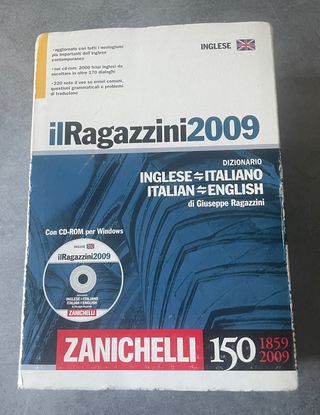 • aggiornato con tutti i neologismi
più importanti dell'inglese
contemporaneo
• nel cd-rom: 2000 frasi inglesi da
ascoltare in oltre 170 dialoghi
• 220 note d'uso su errori comuni,
questioni grammaticali e problemi
di traduzione
INGLESE
ilRagazzini2009
DIZIONARIO
INGLESE ⇋ ITALIANO
ITALIAN ⇋ ENGLISH
di Giuseppe Ragazzini
Con CD-ROM per Windows
INGLESE
ilRagazzini2009
INGLESE ⇋ ITALIANO
ITALIAN ⇋ ENGLISH
ZANICHELLI
ZANICHELLI 150 1859
2009